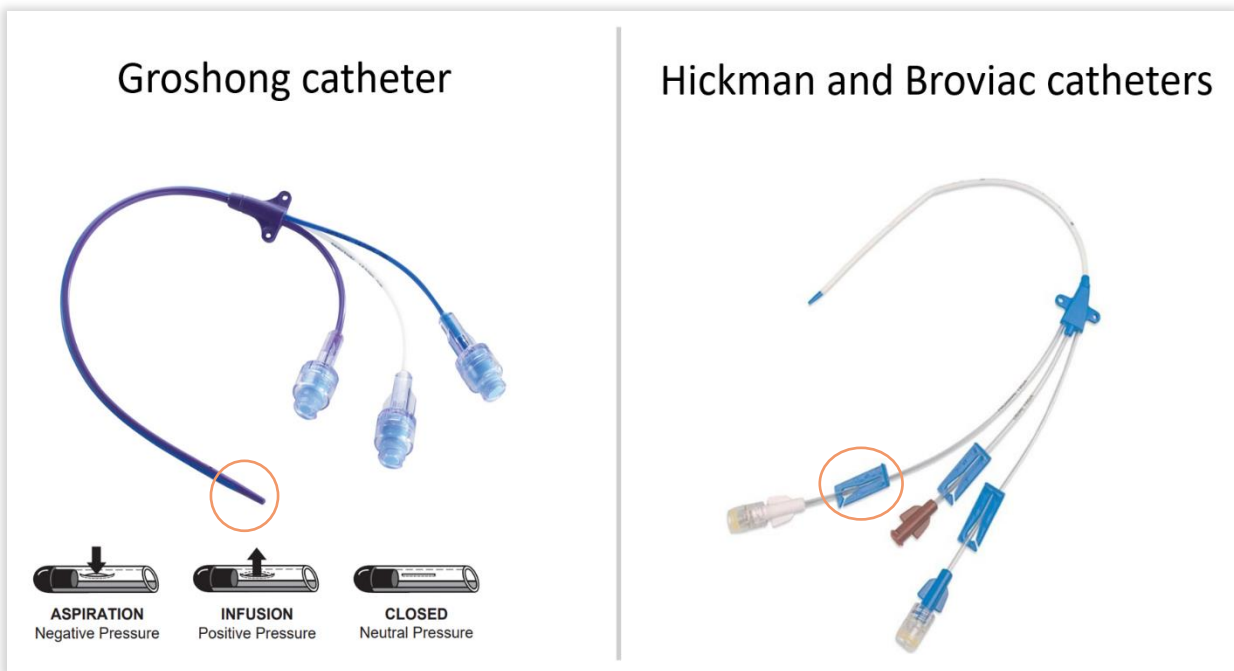 Groshong catheter
Hickman and Broviac catheters
ASPIRATION
Negative Pressure
INFUSION
Positive Pressure
CLOSED
Neutral Pressure